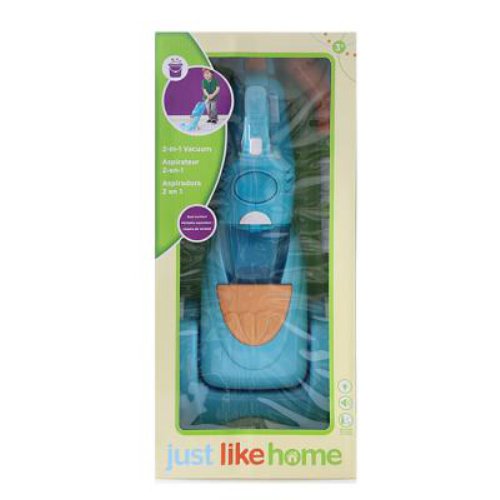 3+
2-in-1 Vacuum
Aspirateur
2-en-1
Aspiradora
2 en 1
just like home